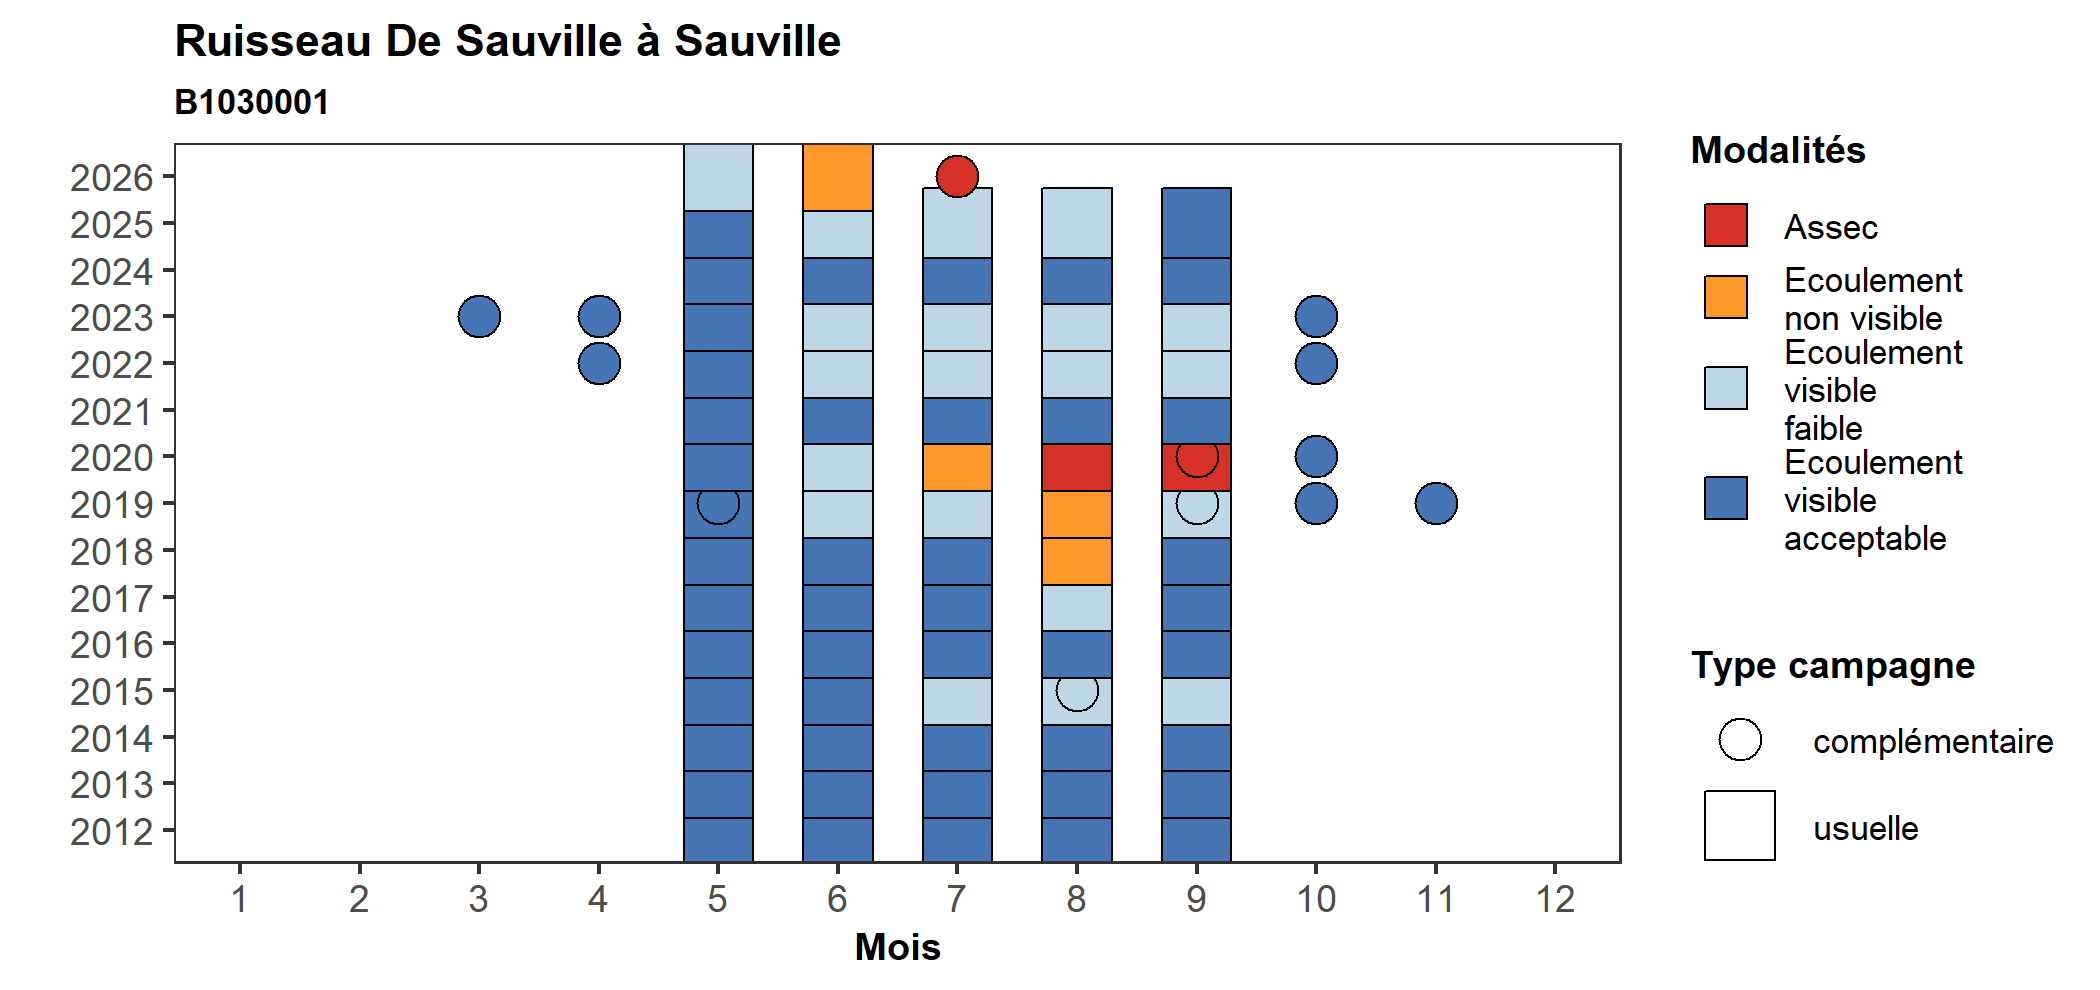 Ruisseau De Sauville à Sauville
B1030001
2026
2025
2024
2023
2022
2021
2020
2019
2018
2017
2016
2015
2014
2013
2012
1 2 3 4 5 6 7 8 9 10 11 12
Mois
Modalités
Assec
Ecoulement
non visible
Ecoulement
visible
faible
Ecoulement
visible
acceptable
Type campagne
complémentaire
usuelle